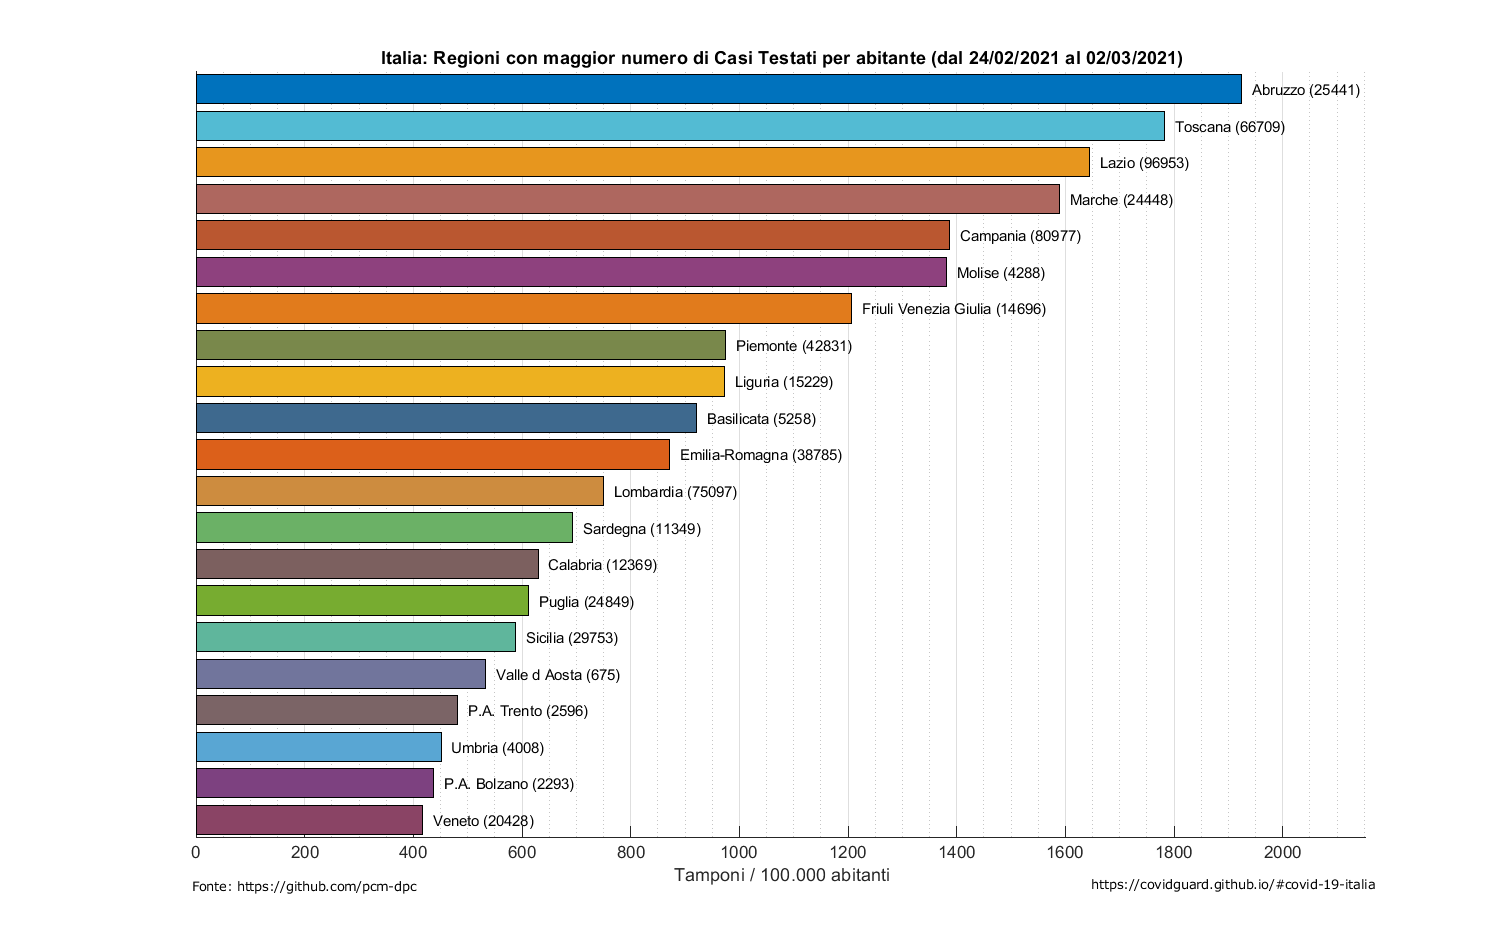 Italia: Regioni con maggior numero di Casi Testati per abitante (dal 24/02/2021 al 02/03/2021)
Abruzzo (25441)
Toscana (66709)
Lazio (96953)
Marche (24448)
Campania (80977)
Molise (4288)
Friuli Venezia Giulia (14696)
Piemonte (42831)
Liguria (15229)
Basilicata (5258)
Emilia-Romagna (38785)
Lombardia (75097)
Sardegna (11349)
Calabria (12369)
Puglia (24849)
Sicilia (29753)
Valle d Aosta (675)
P.A. Trento (2596)
Umbria (4008)
P.A. Bolzano (2293)
Veneto (20428)
0 200 400 600 800 1000 1200 1400 1600 1800 2000
Tamponi / 100.000 abitanti
Fonte: https://github.com/pcm-dpc
https://covidguard.github.io/#covid-19-italia